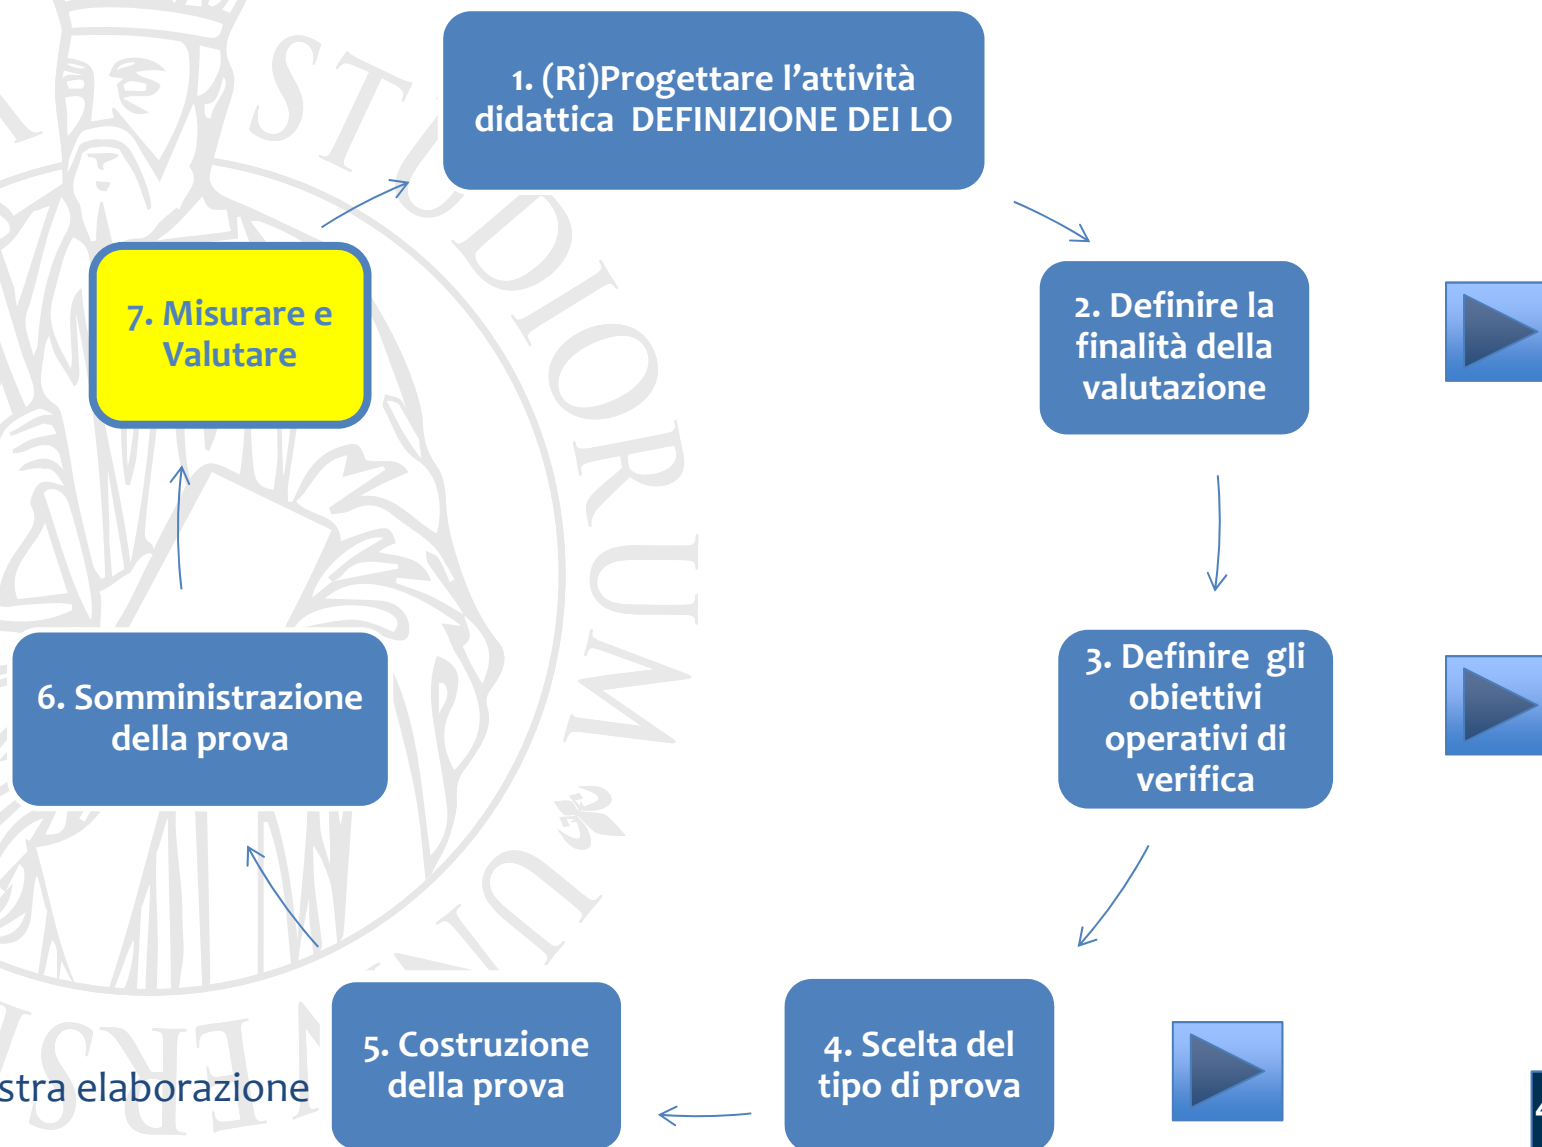 1. (Ri)Progettare l’attività
didattica  DEFINIZIONE DEI LO
2. Definire la
finalità della
valutazione
3. Definire  gli
obiettivi
operativi di
verifica
4. Scelta del
tipo di prova
5. Costruzione
della prova
6. Somministrazione
della prova
7. Misurare e
Valutare
stra elaborazione
STUDIORUM